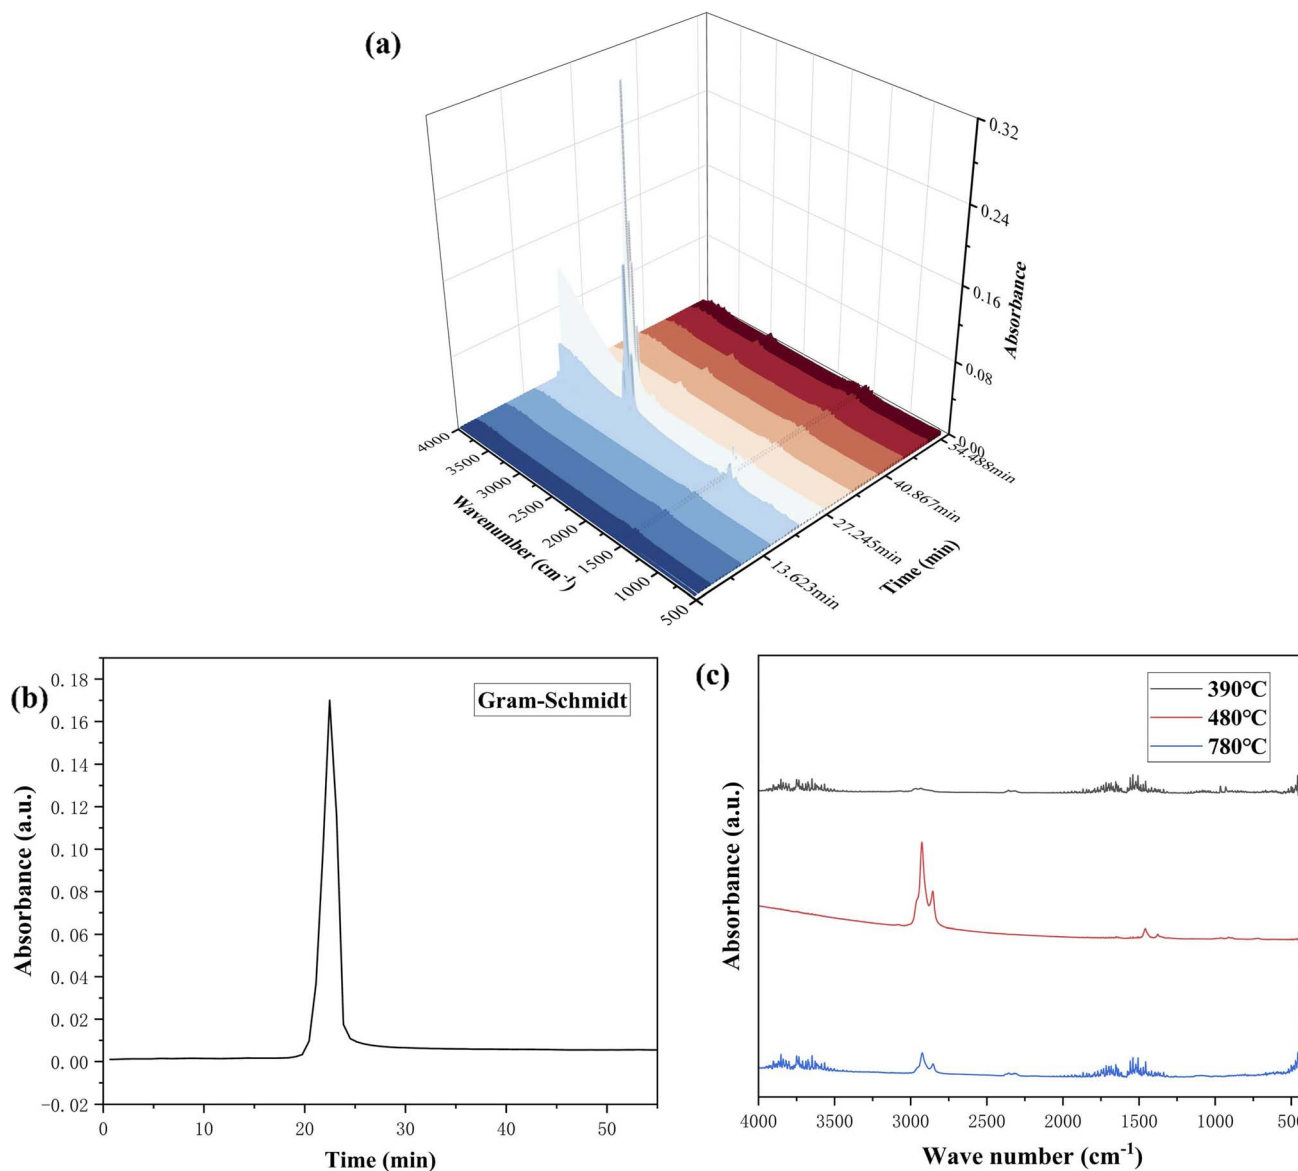 (a)
0.32
0.24
0.16
0.08
0.00
Absorbance
4000
3500
3000
2500
2000
1500
1000
500
Wavenumber (cm⁻¹)
13.623min
27.245min
40.867min
54.488min
Time (min)
(b)
Gram-Schmidt
0.18
0.16
0.14
0.12
0.10
0.08
0.06
0.04
0.02
0.00
−0.02
Absorbance (a.u.)
0 10 20 30 40 50
Time (min)
(c)
390℃
480℃
780℃
Absorbance (a.u.)
4000 3500 3000 2500 2000 1500 1000 500
Wave number (cm⁻¹)